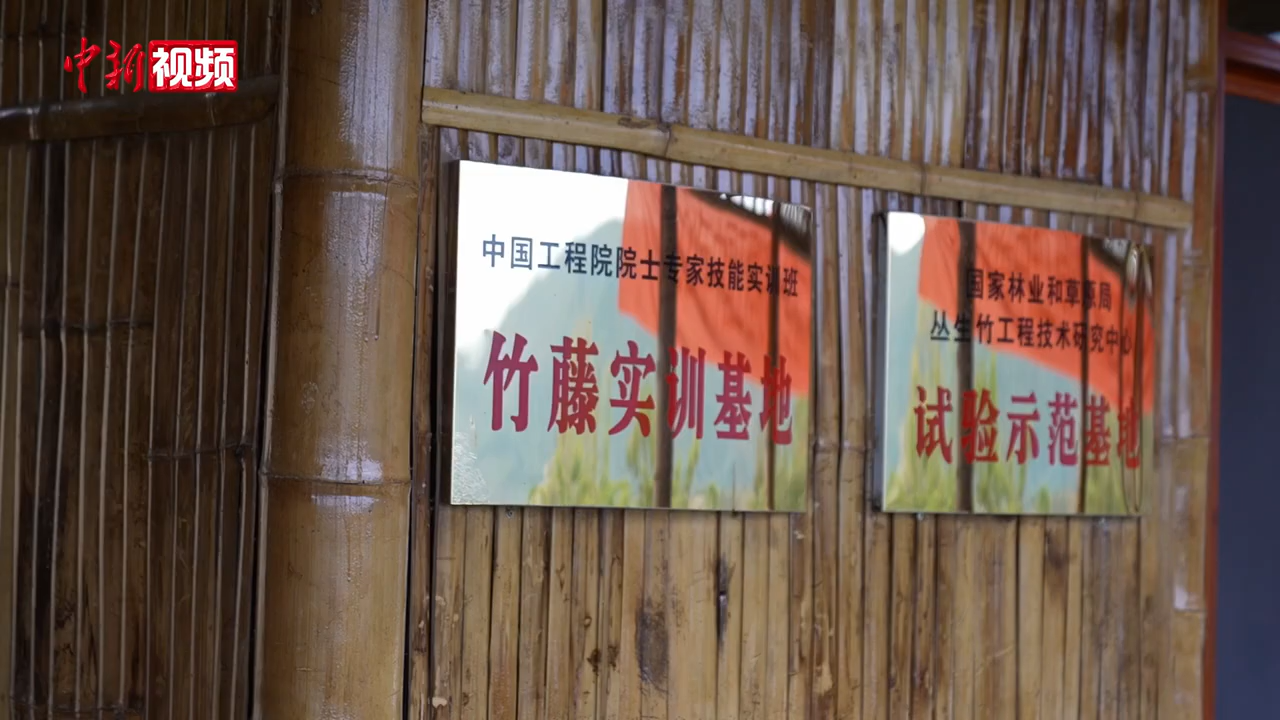 中新视频
中国工程院院士专家技能实训班
竹藤实训基地
国家林业和草原局
丛生竹工程技术研究中心
试验示范基地